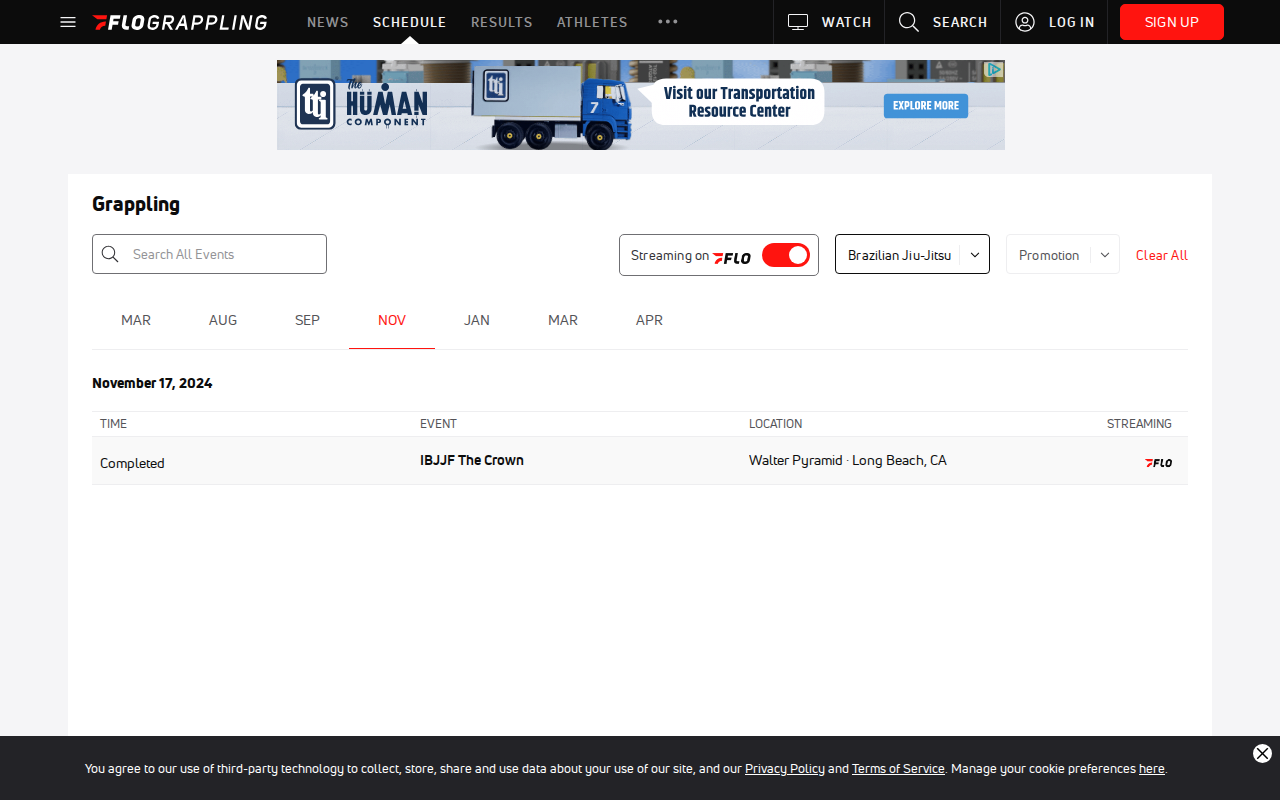 FLOGRAPPLING NEWS SCHEDULE RESULTS ATHLETES WATCH SEARCH LOG IN SIGN UP
tti The HUMAN COMPONENT tti 7 Visit our Transportation Resource Center EXPLORE MORE
Grappling
Search All Events Streaming on FLO Brazilian Jiu-Jitsu Promotion Clear All
MAR AUG SEP NOV JAN MAR APR
November 17, 2024
TIME EVENT LOCATION STREAMING
Completed IBJJF The Crown Walter Pyramid · Long Beach, CA FLO
You agree to our use of third-party technology to collect, store, share and use data about your use of our site, and our Privacy Policy and Terms of Service. Manage your cookie preferences here.